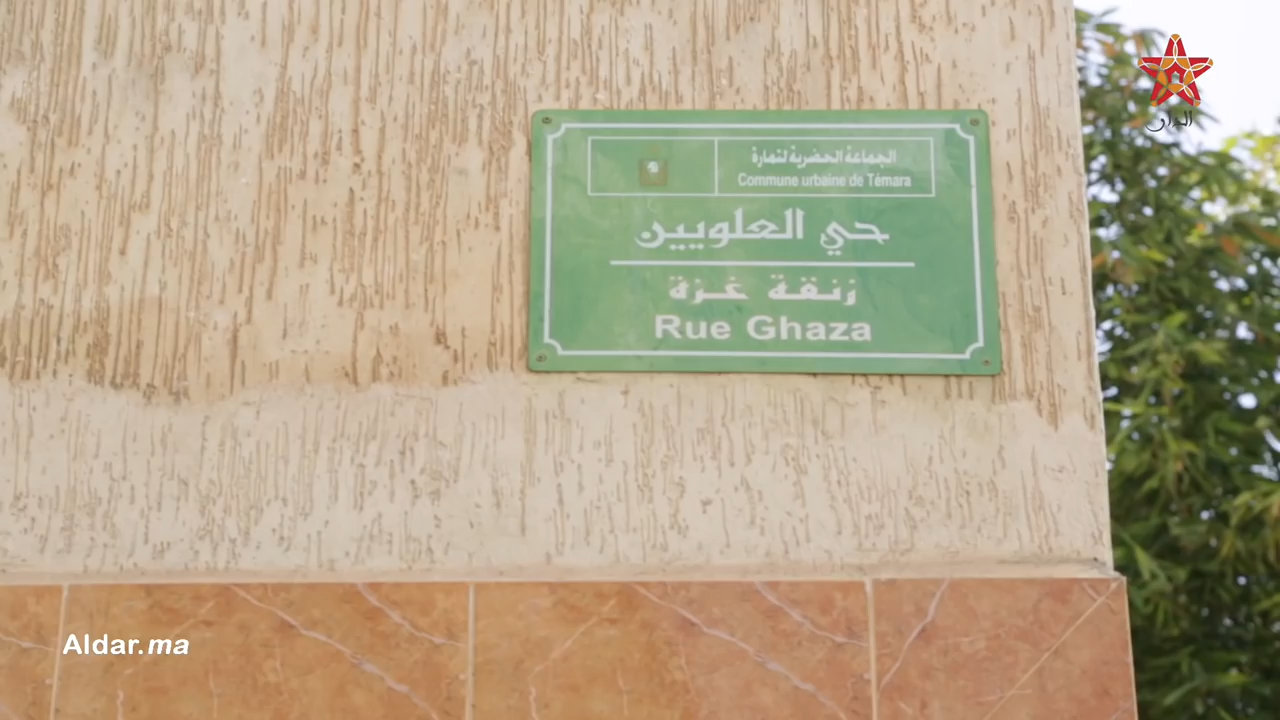 الجماعة الحضرية لتمارة
Commune urbaine de Témara
حي العلويين
زنقة غزة
Rue Ghaza
الدار
Aldar.ma